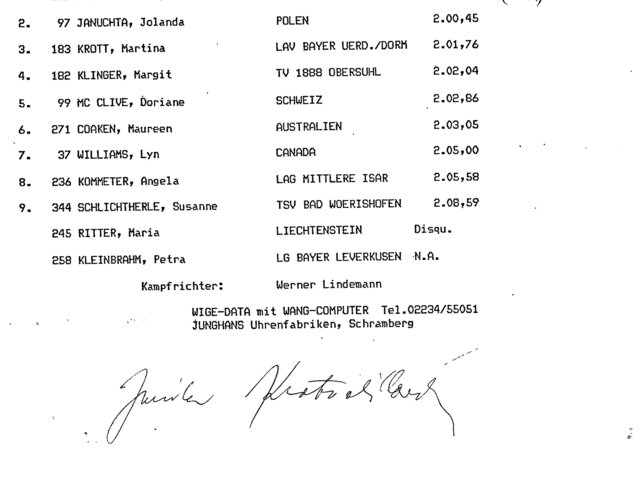 2. 97 JANUCHTA, Jolanda POLEN 2.00,45
3. 183 KROTT, Martina LAV BAYER UERD./DORM 2.01,76
4. 182 KLINGER, Margit TV 1888 OBERSUHL 2.02,04
5. 99 MC CLIVE, Doriane SCHWEIZ 2.02,86
6. 271 COAKEN, Maureen AUSTRALIEN 2.03,05
7. 37 WILLIAMS, Lyn CANADA 2.05,00
8. 236 KOMMETER, Angela LAG MITTLERE ISAR 2.05,58
9. 344 SCHLICHTHERLE, Susanne TSV BAD WOERISHOFEN 2.08,59
245 RITTER, Maria LIECHTENSTEIN Disqu.
258 KLEINBRAHM, Petra LG BAYER LEVERKUSEN N.A.
Kampfrichter: Werner Lindemann
WIGE-DATA mit WANG-COMPUTER Tel.02234/55051
JUNGHANS Uhrenfabriken, Schramberg